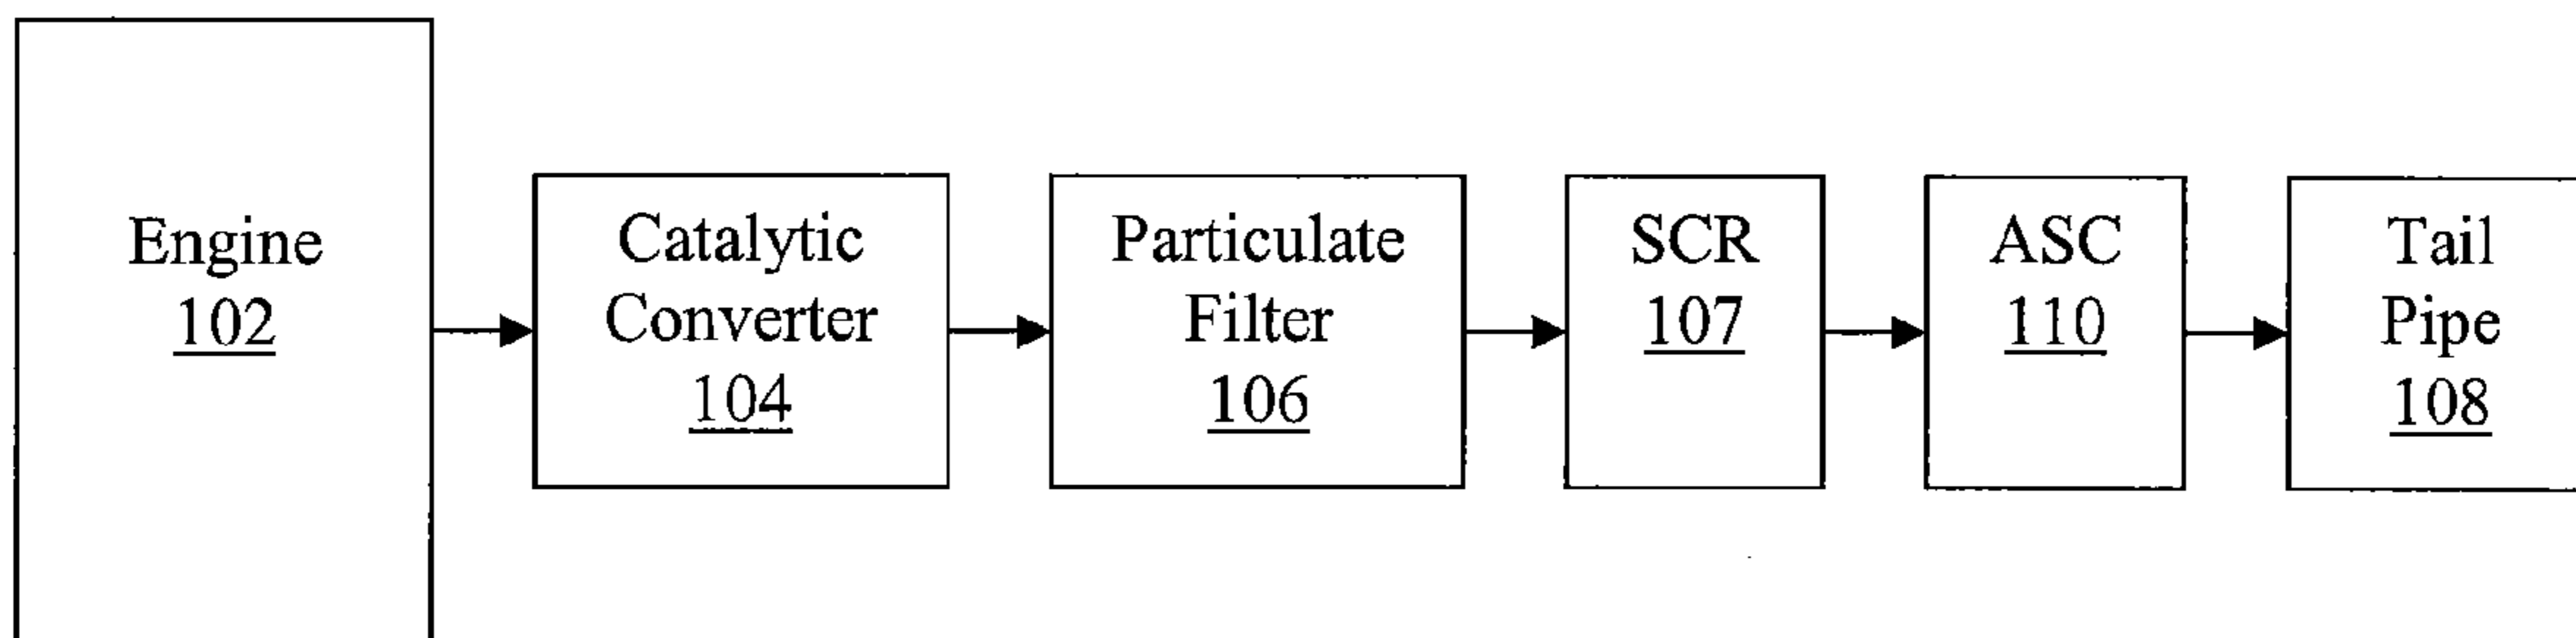 Engine
102
Catalytic
Converter
104
Particulate
Filter
106
SCR
107
ASC
110
Tail
Pipe
108